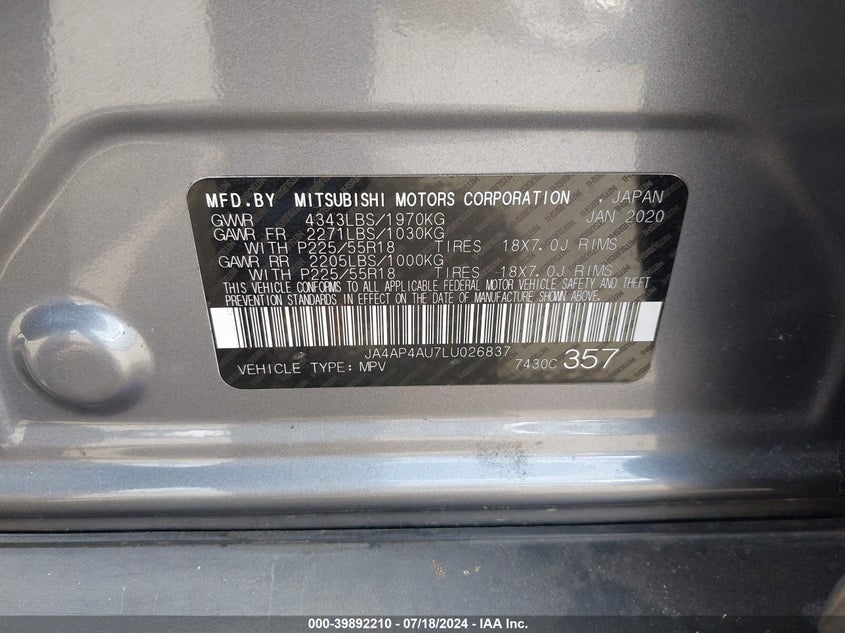 MFD.BY MITSUBISHI MOTORS CORPORATION , JAPAN
GVWR 4343LBS/1970KG JAN 2020
GAWR FR 2271LBS/1030KG
WITH P225/55R18 TIRES 18X7.0J RIMS
GAWR RR 2205LBS/1000KG
WITH P225/55R18 TIRES 18X7.0J RIMS
THIS VEHICLE CONFORMS TO ALL APPLICABLE FEDERAL MOTOR VEHICLE SAFETY AND THEFT
PREVENTION STANDARDS IN EFFECT ON THE DATE OF MANUFACTURE SHOWN ABOVE.
JA4AP4AU7LU026837
VEHICLE TYPE: MPV 7430C 357
000-39892210 - 07/18/2024 - IAA Inc.